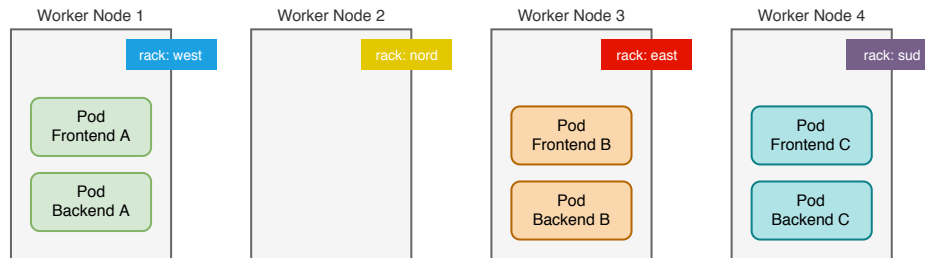 Worker Node 1
Worker Node 2
Worker Node 3
Worker Node 4
rack: west
rack: nord
rack: east
rack: sud
Pod
Frontend A
Pod
Frontend B
Pod
Frontend C
Pod
Backend A
Pod
Backend B
Pod
Backend C